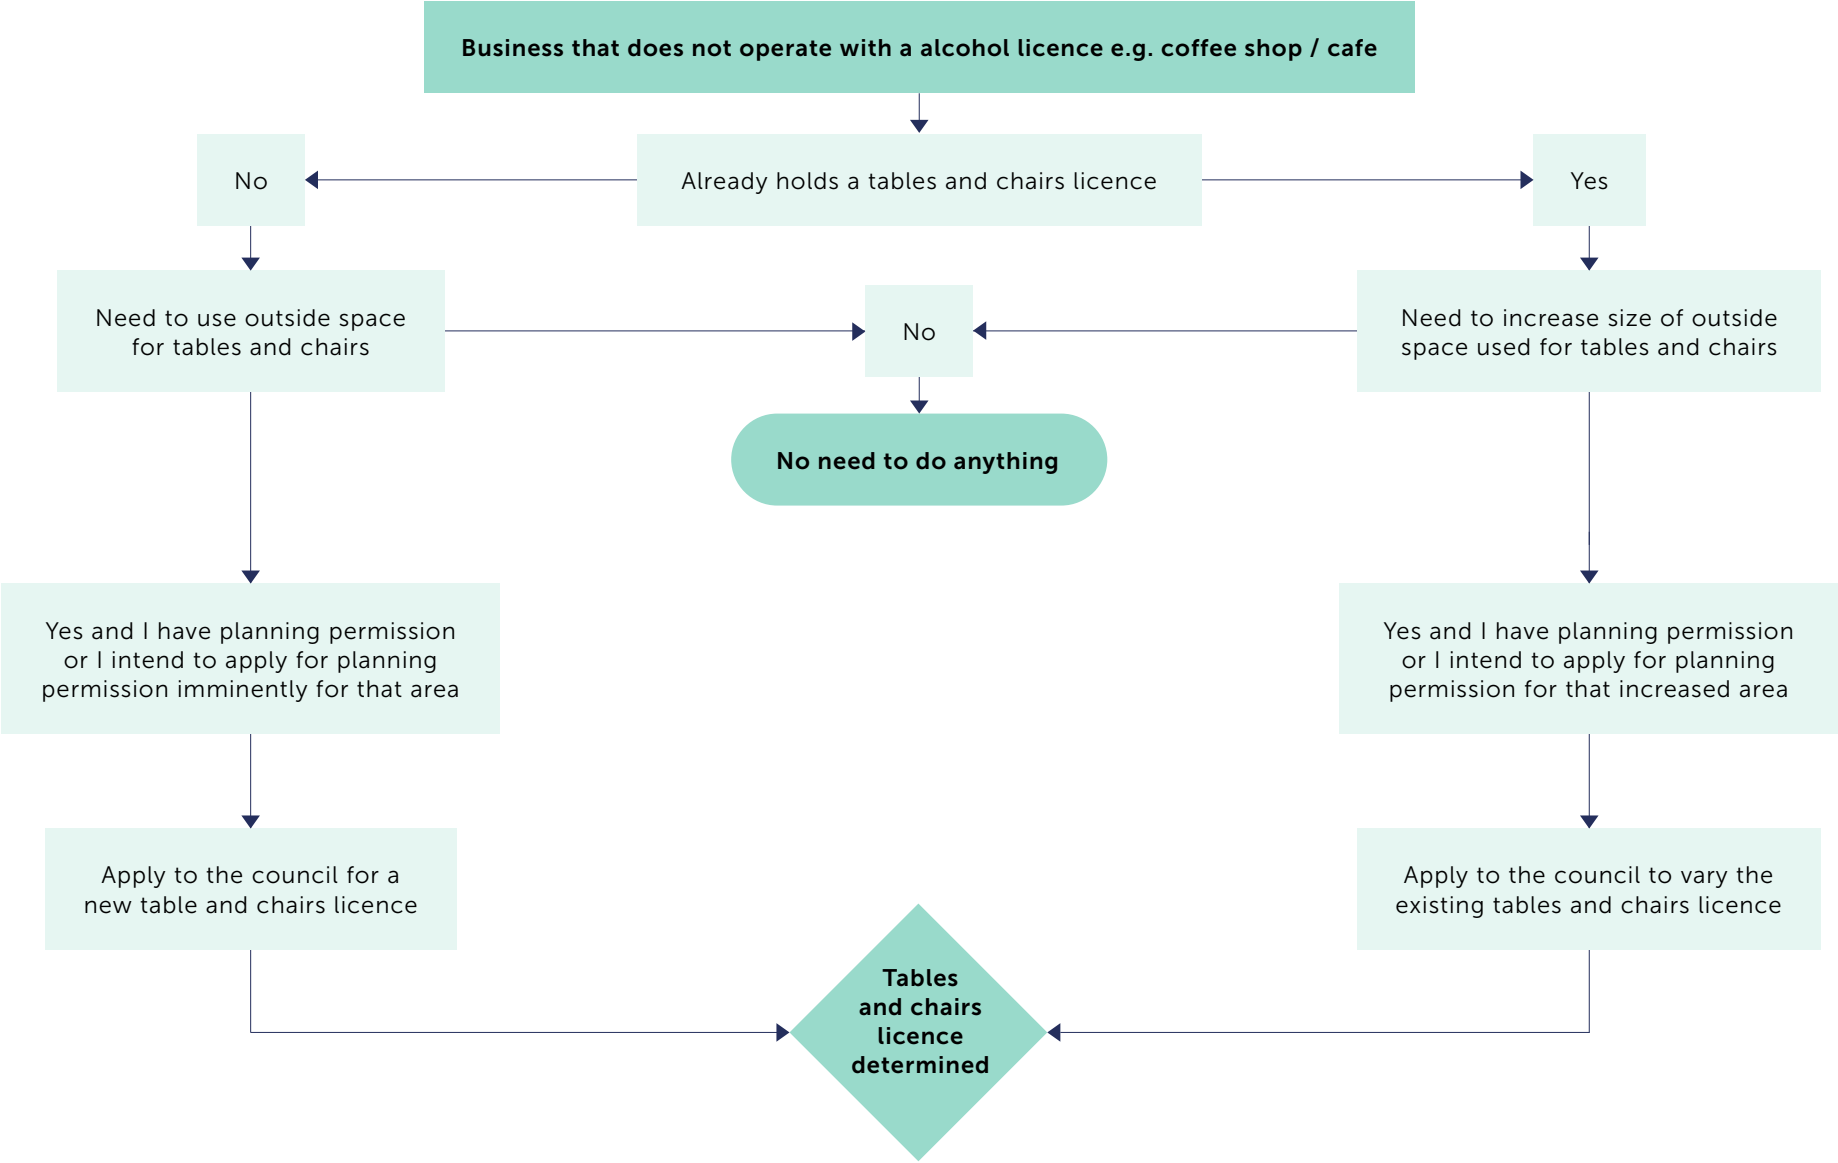 Business that does not operate with a alcohol licence e.g. coffee shop / cafe
No
Already holds a tables and chairs licence
Yes
Need to use outside space
for tables and chairs
No
Need to increase size of outside
space used for tables and chairs
No need to do anything
Yes and I have planning permission
or I intend to apply for planning
permission imminently for that area
Yes and I have planning permission
or I intend to apply for planning
permission for that increased area
Apply to the council for a
new table and chairs licence
Apply to the council to vary the
existing tables and chairs licence
Tables
and chairs
licence
determined